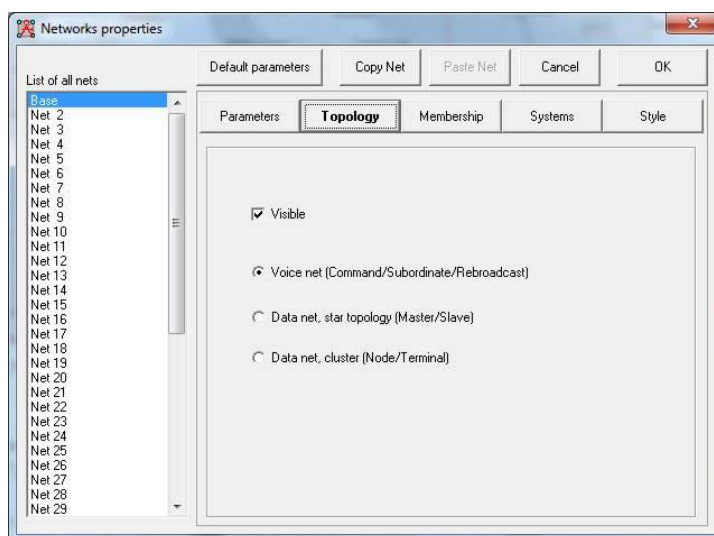 Networks properties
List of all nets
Default parameters
Copy Net
Paste Net
Cancel
OK
Base
Net 2
Net 3
Net 4
Net 5
Net 6
Net 7
Net 8
Net 9
Net 10
Net 11
Net 12
Net 13
Net 14
Net 15
Net 16
Net 17
Net 18
Net 19
Net 20
Net 21
Net 22
Net 23
Net 24
Net 25
Net 26
Net 27
Net 28
Net 29
Parameters
Topology
Membership
Systems
Style
Visible
Voice net (Command/Subordinate/Rebroadcast)
Data net, star topology (Master/Slave)
Data net, cluster (Node/Terminal)